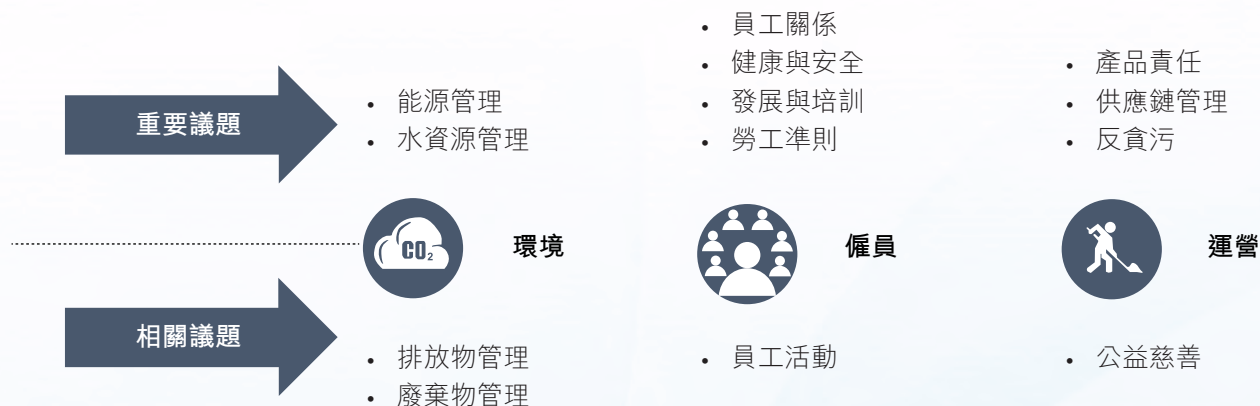 重要議題
• 能源管理
• 水資源管理
• 員工關係
• 健康與安全
• 發展與培訓
• 勞工準則
• 產品責任
• 供應鏈管理
• 反貪污
CO₂
環境
僱員
運營
相關議題
• 排放物管理
• 廢棄物管理
• 員工活動
• 公益慈善